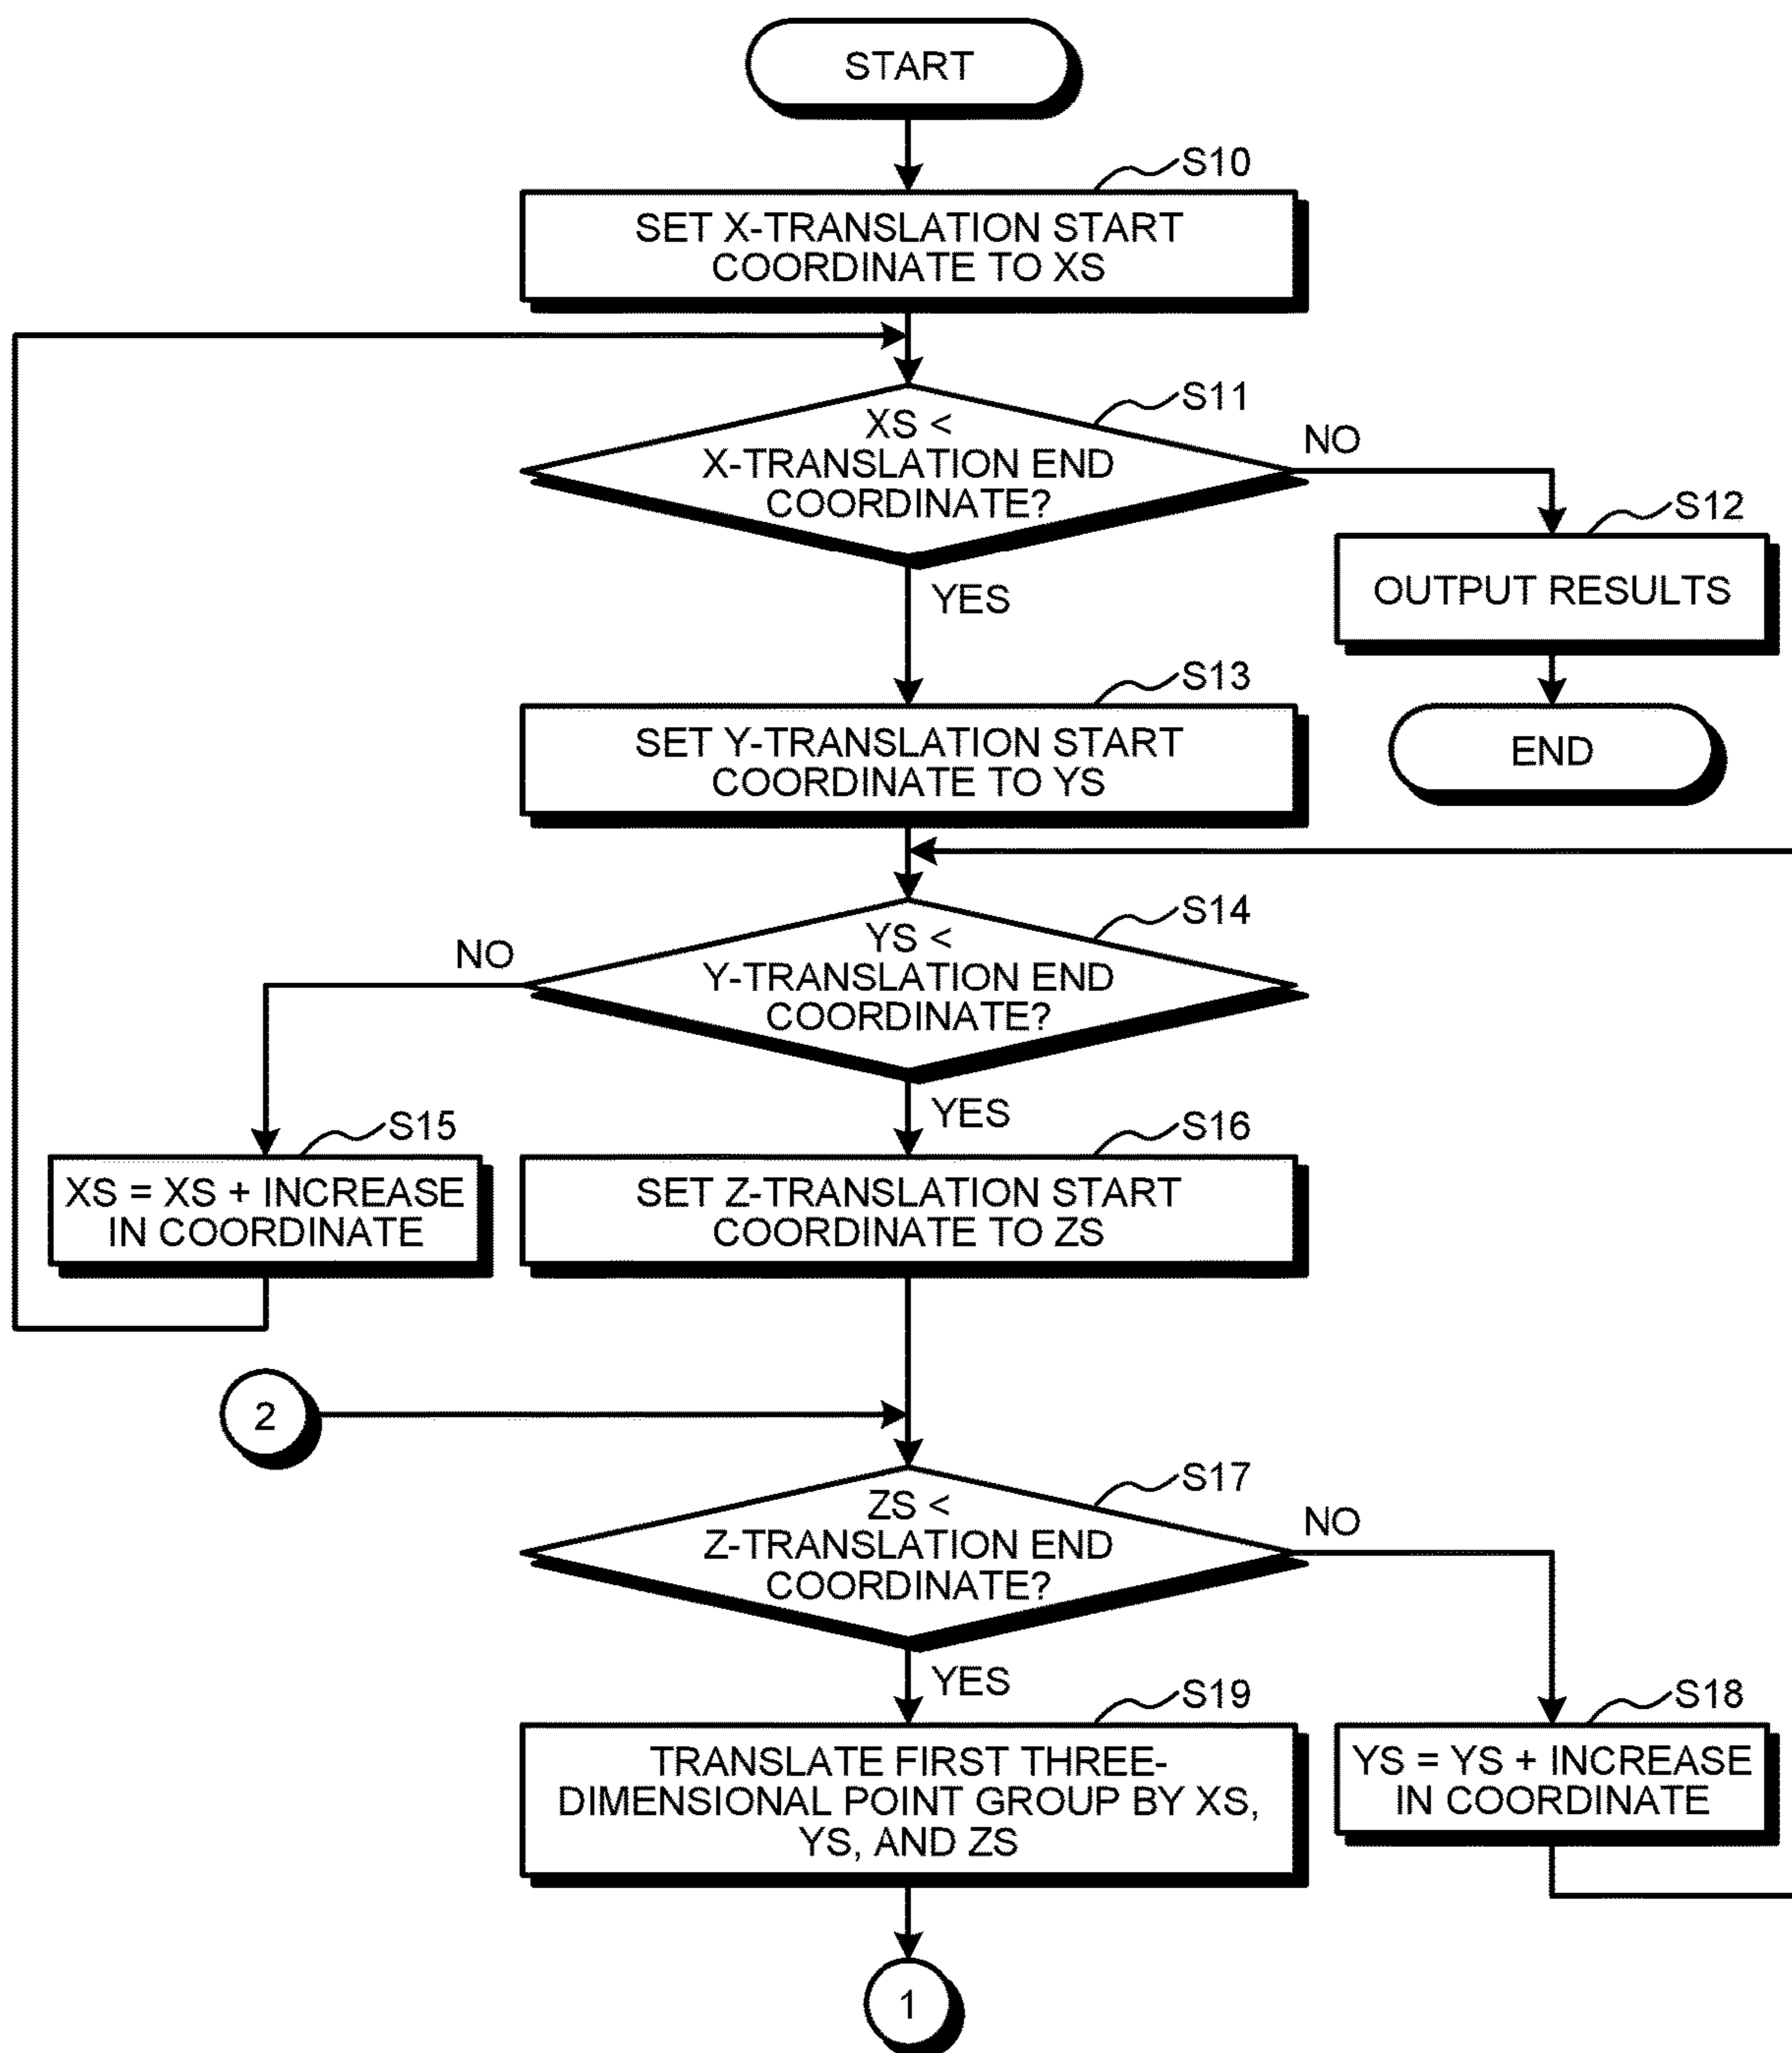 START
S10
SET X-TRANSLATION START
COORDINATE TO XS
S11
XS <
X-TRANSLATION END
COORDINATE?
NO
S12
OUTPUT RESULTS
YES
END
S13
SET Y-TRANSLATION START
COORDINATE TO YS
S14
YS <
Y-TRANSLATION END
COORDINATE?
NO
YES
S15
XS = XS + INCREASE
IN COORDINATE
S16
SET Z-TRANSLATION START
COORDINATE TO ZS
2
S17
ZS <
Z-TRANSLATION END
COORDINATE?
NO
YES
S19
TRANSLATE FIRST THREE-
DIMENSIONAL POINT GROUP BY XS,
YS, AND ZS
S18
YS = YS + INCREASE
IN COORDINATE
1